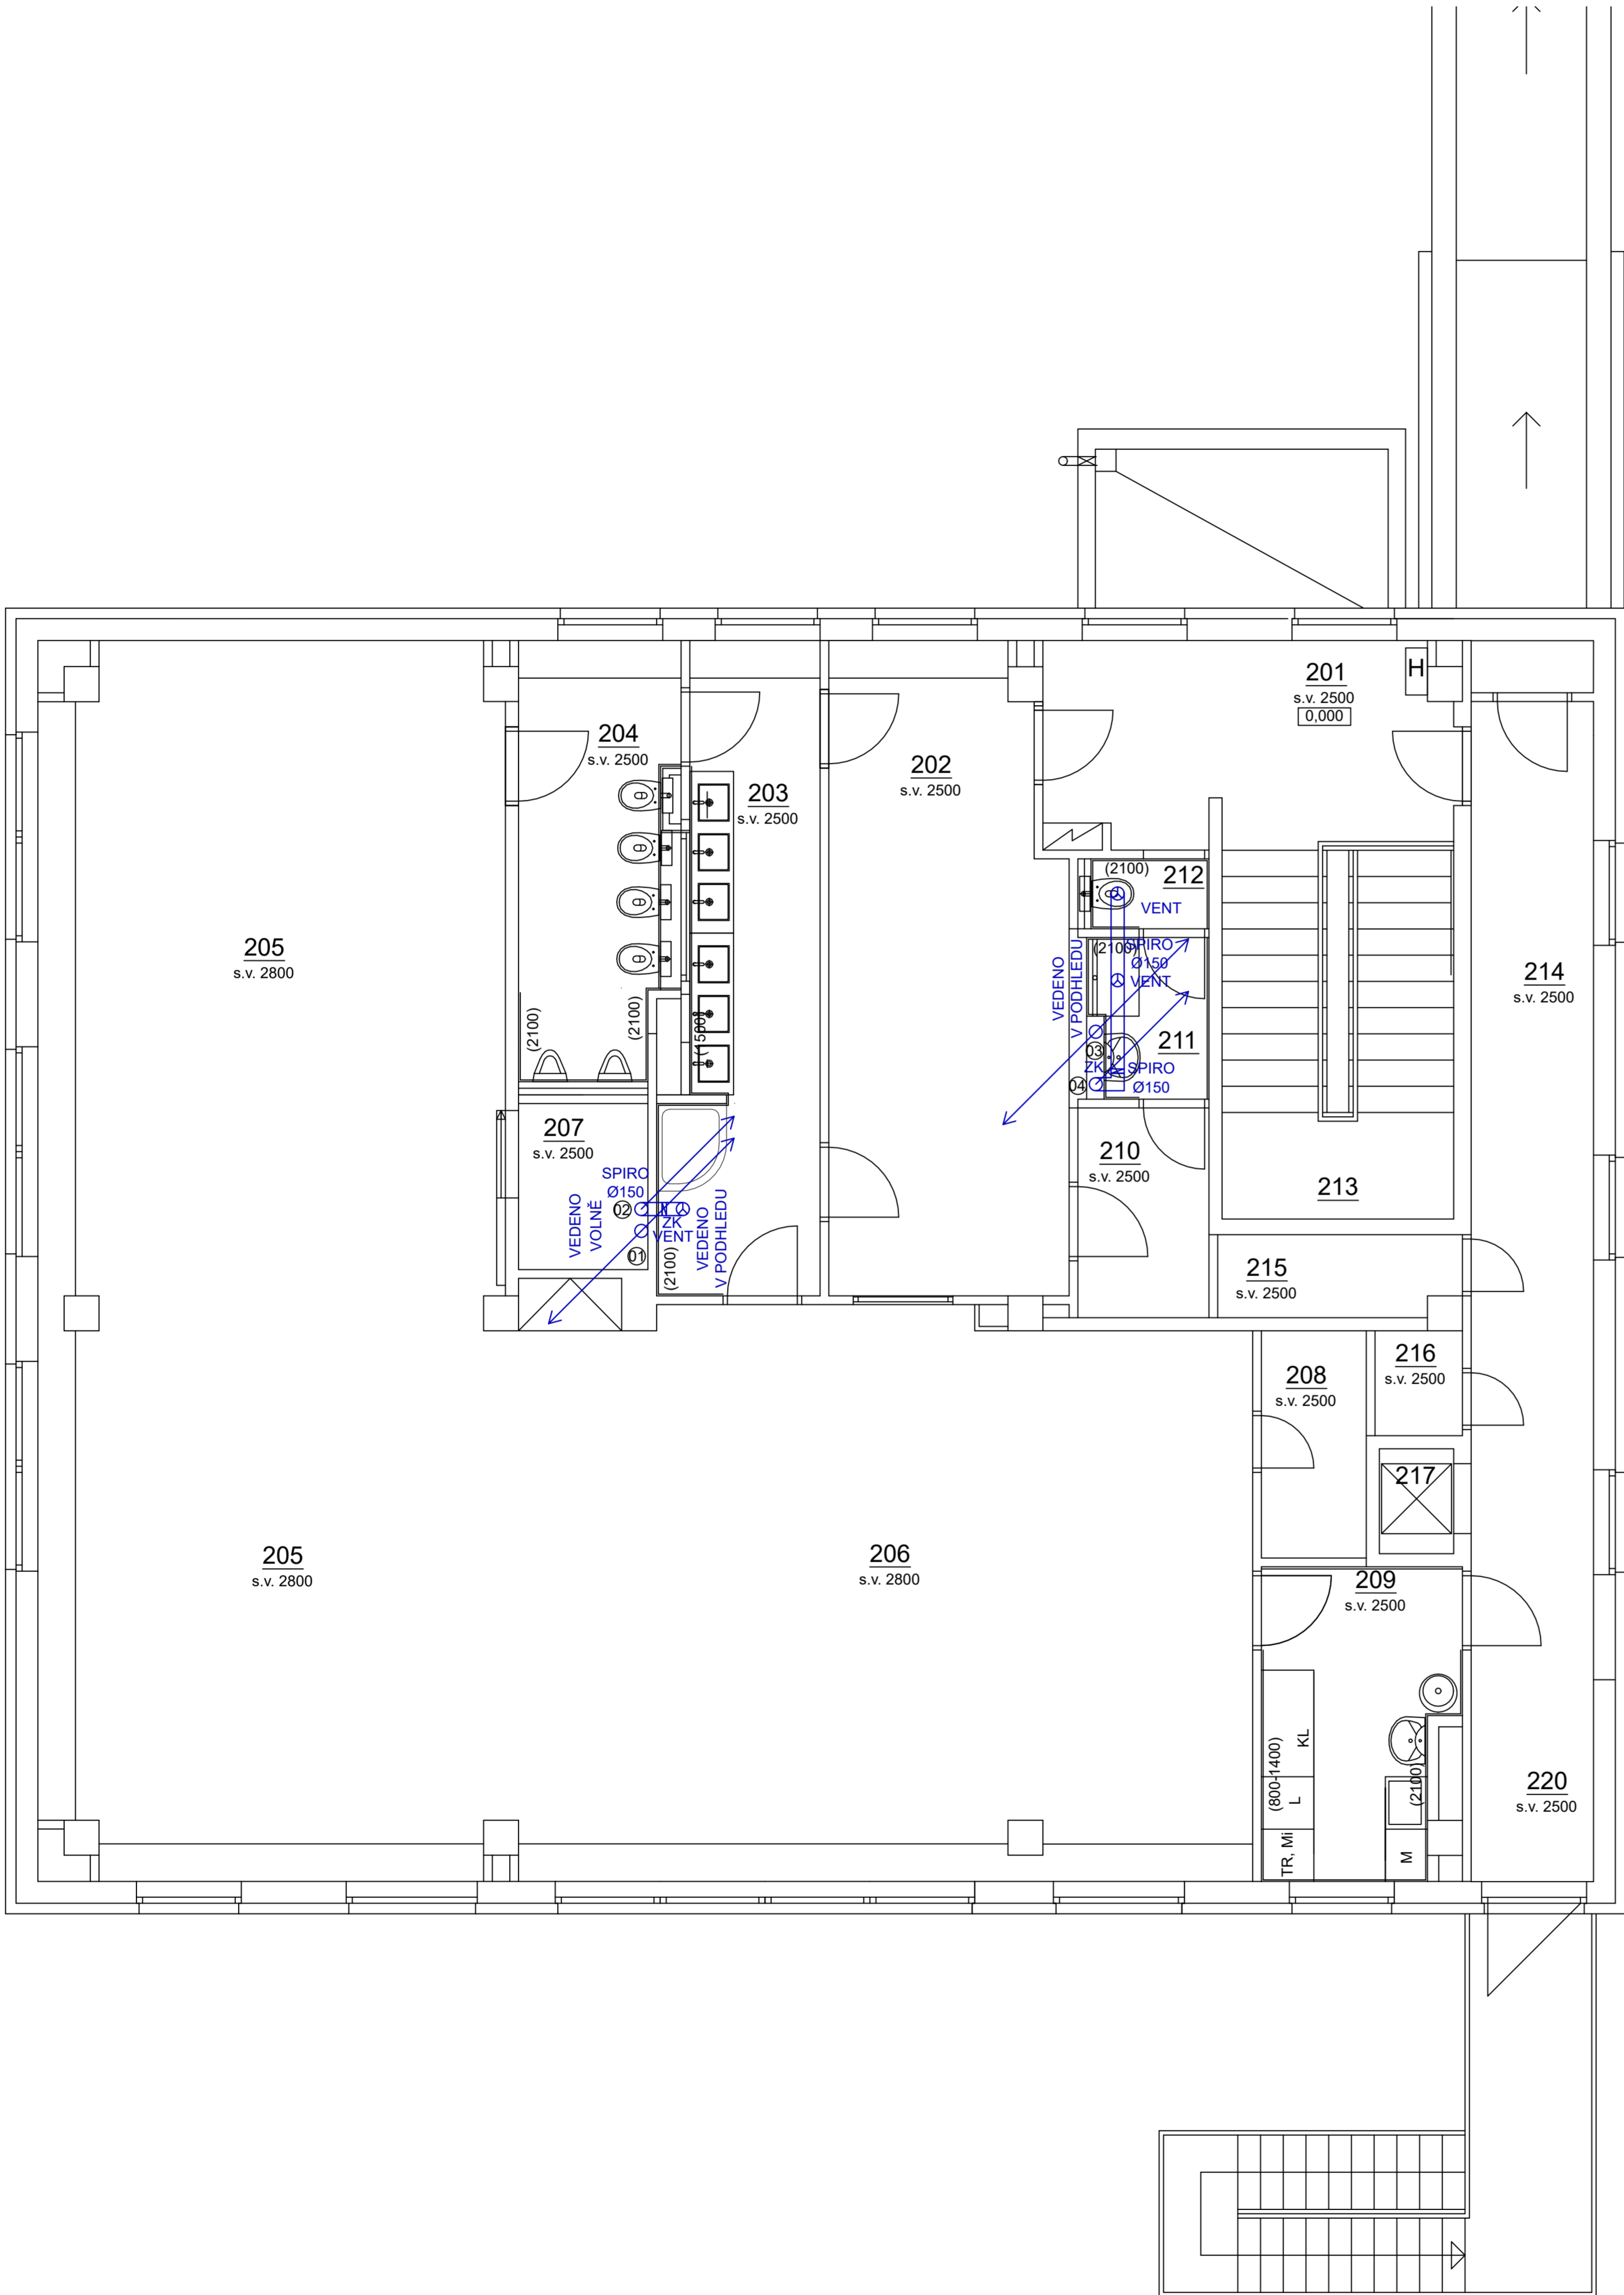 201
s.v. 2500
0,000
H
204
s.v. 2500
203
s.v. 2500
202
s.v. 2500
(2100)
212
VENT
205
s.v. 2800
214
s.v. 2500
VEDENO
V PODHLEDU
(2100)
SPIRO
Ø150
VENT
(2100)
(2100)
(1500)
03
211
ZK
SPIRO
Ø150
04
207
s.v. 2500
SPIRO
Ø150
02
VEDENO
VOLNĚ
ZK
VENT
01
(2100)
VEDENO
V PODHLEDU
210
s.v. 2500
213
215
s.v. 2500
208
s.v. 2500
216
s.v. 2500
217
205
s.v. 2800
206
s.v. 2800
209
s.v. 2500
(800-1400)
KL
L
TR, Mi
(2100)
M
220
s.v. 2500